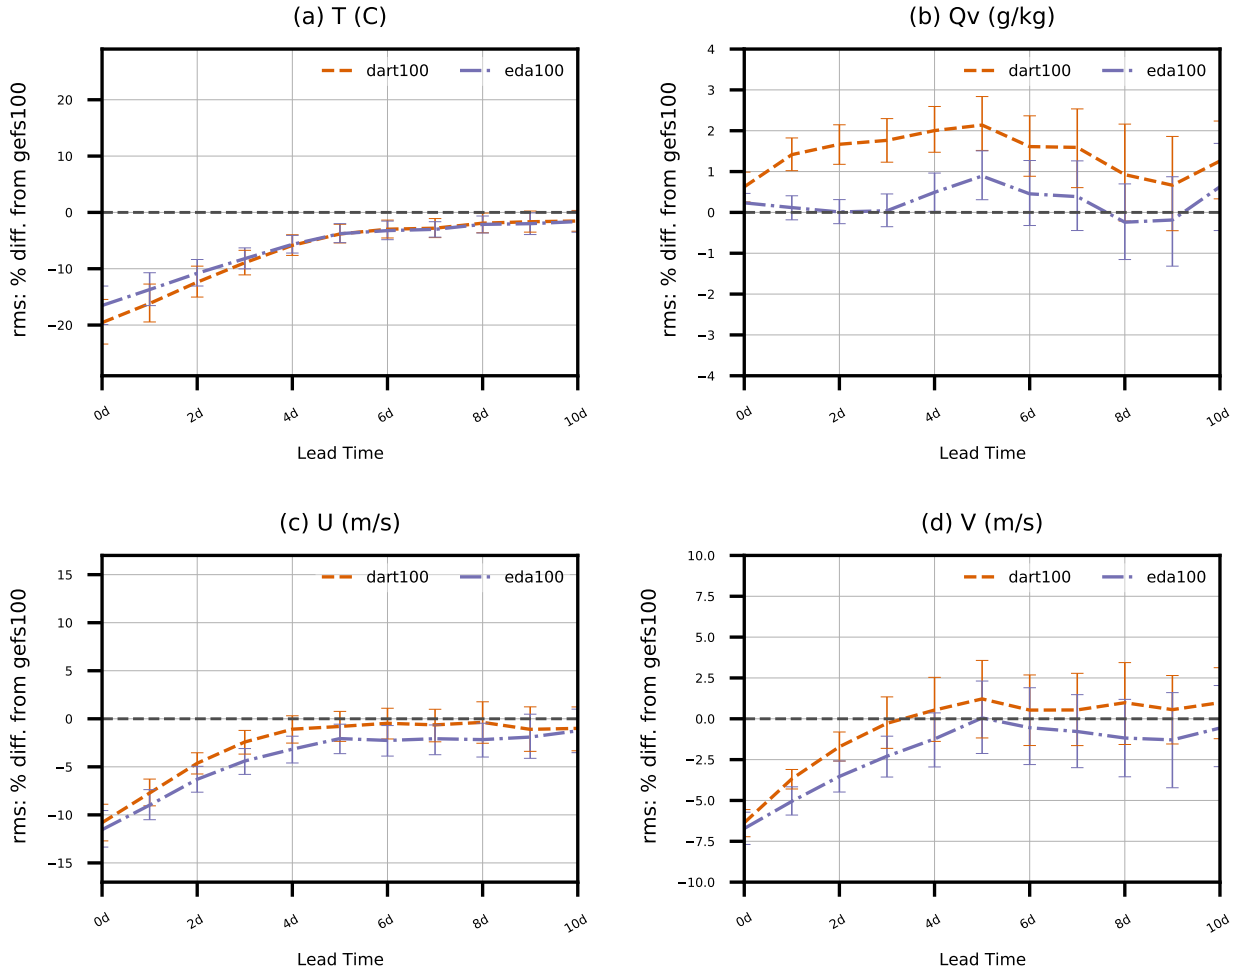 (a) T (C)
rms: % diff. from gefs100
dart100 eda100
20
10
0
−10
−20
0d 2d 4d 6d 8d 10d
Lead Time
(b) Qv (g/kg)
rms: % diff. from gefs100
dart100 eda100
4
3
2
1
0
−1
−2
−3
−4
0d 2d 4d 6d 8d 10d
Lead Time
(c) U (m/s)
rms: % diff. from gefs100
dart100 eda100
15
10
5
0
−5
−10
−15
0d 2d 4d 6d 8d 10d
Lead Time
(d) V (m/s)
rms: % diff. from gefs100
dart100 eda100
10.0
7.5
5.0
2.5
0.0
−2.5
−5.0
−7.5
−10.0
0d 2d 4d 6d 8d 10d
Lead Time